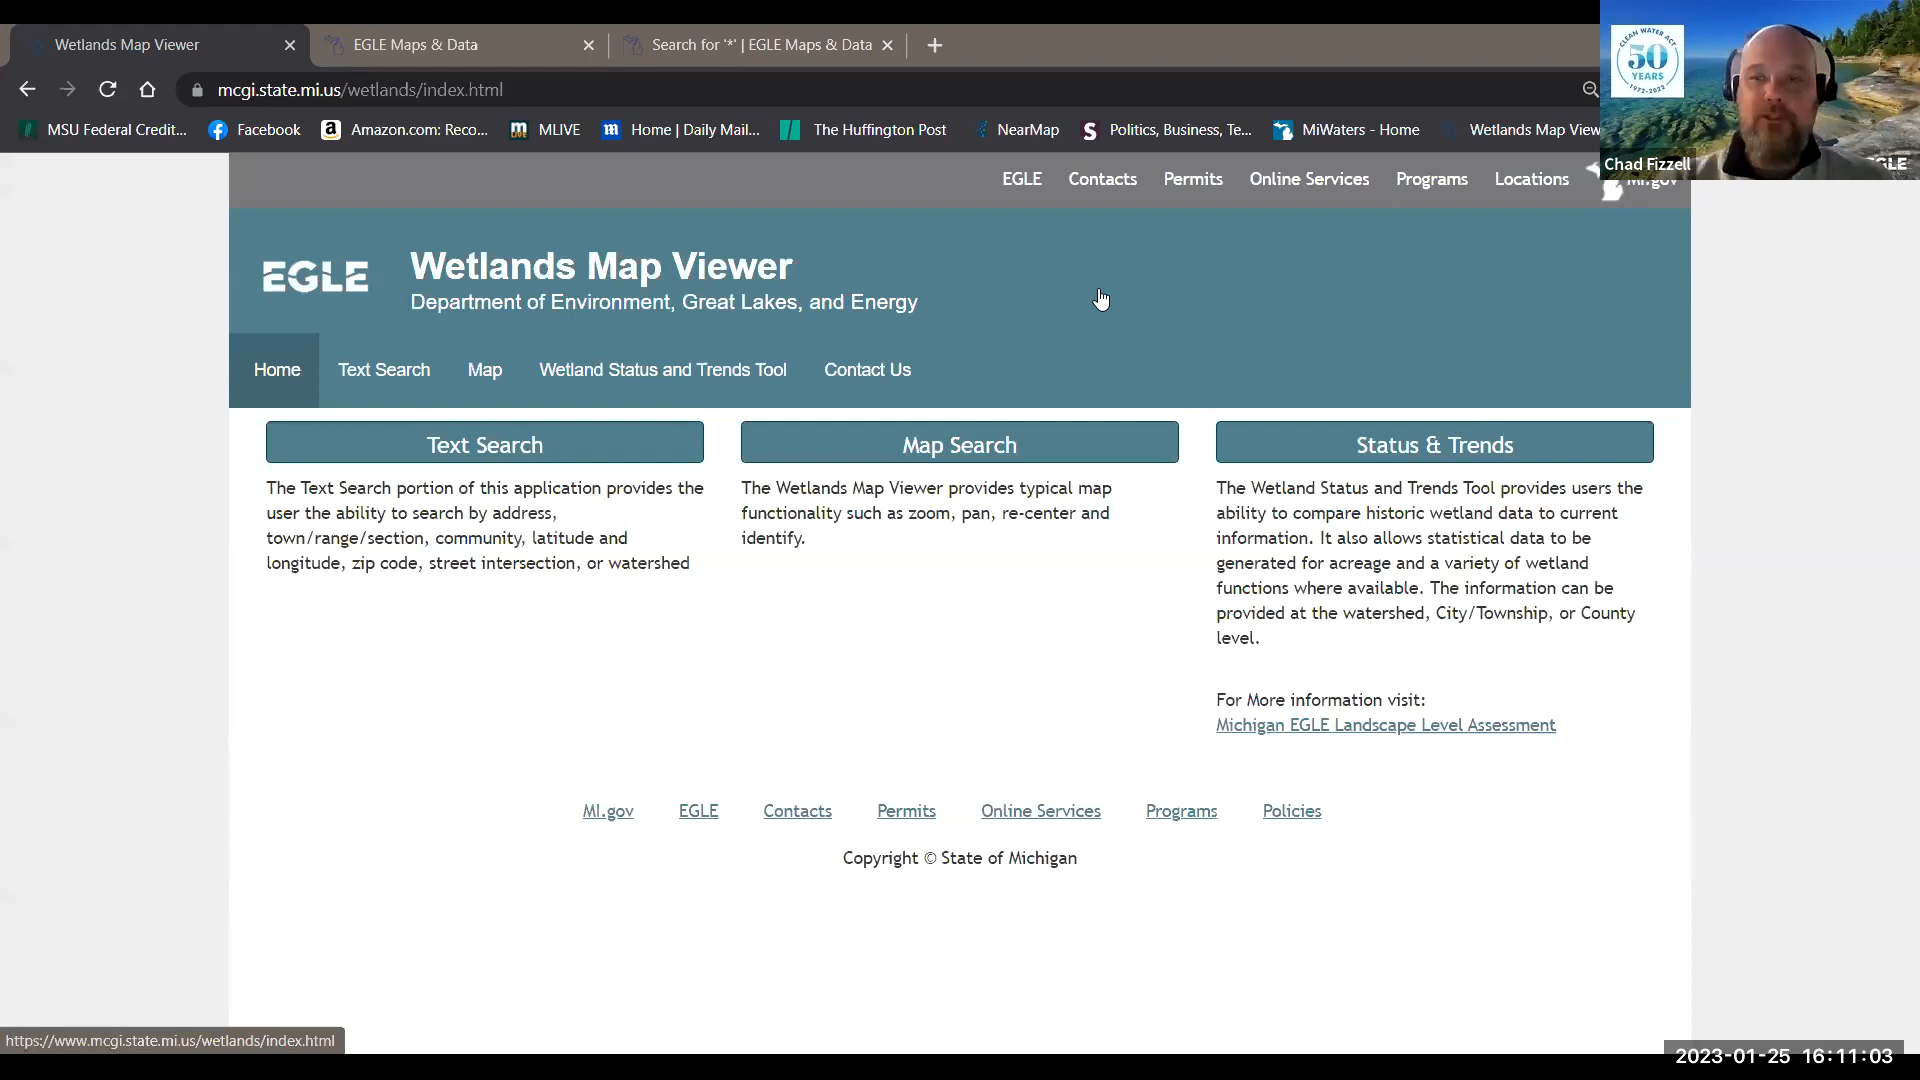 Wetlands Map Viewer
EGLE Maps & Data
Search for '*' | EGLE Maps & Data
mcgi.state.mi.us/wetlands/index.html
MSU Federal Credit...
Facebook
Amazon.com: Reco...
MLIVE
Home | Daily Mail...
The Huffington Post
NearMap
Politics, Business, Te...
MiWaters - Home
Wetlands Map View
CLEAN WATER ACT
50
YEARS
1972-2022
Chad Fizzell
EGLE
Contacts
Permits
Online Services
Programs
Locations
MI.gov
EGLE
Wetlands Map Viewer
Department of Environment, Great Lakes, and Energy
Home
Text Search
Map
Wetland Status and Trends Tool
Contact Us
Text Search
The Text Search portion of this application provides the
user the ability to search by address,
town/range/section, community, latitude and
longitude, zip code, street intersection, or watershed
Map Search
The Wetlands Map Viewer provides typical map
functionality such as zoom, pan, re-center and
identify.
Status & Trends
The Wetland Status and Trends Tool provides users the
ability to compare historic wetland data to current
information. It also allows statistical data to be
generated for acreage and a variety of wetland
functions where available. The information can be
provided at the watershed, City/Township, or County
level.
For More information visit:
Michigan EGLE Landscape Level Assessment
MI.gov
EGLE
Contacts
Permits
Online Services
Programs
Policies
Copyright © State of Michigan
https://www.mcgi.state.mi.us/wetlands/index.html
2023-01-25 16:11:03